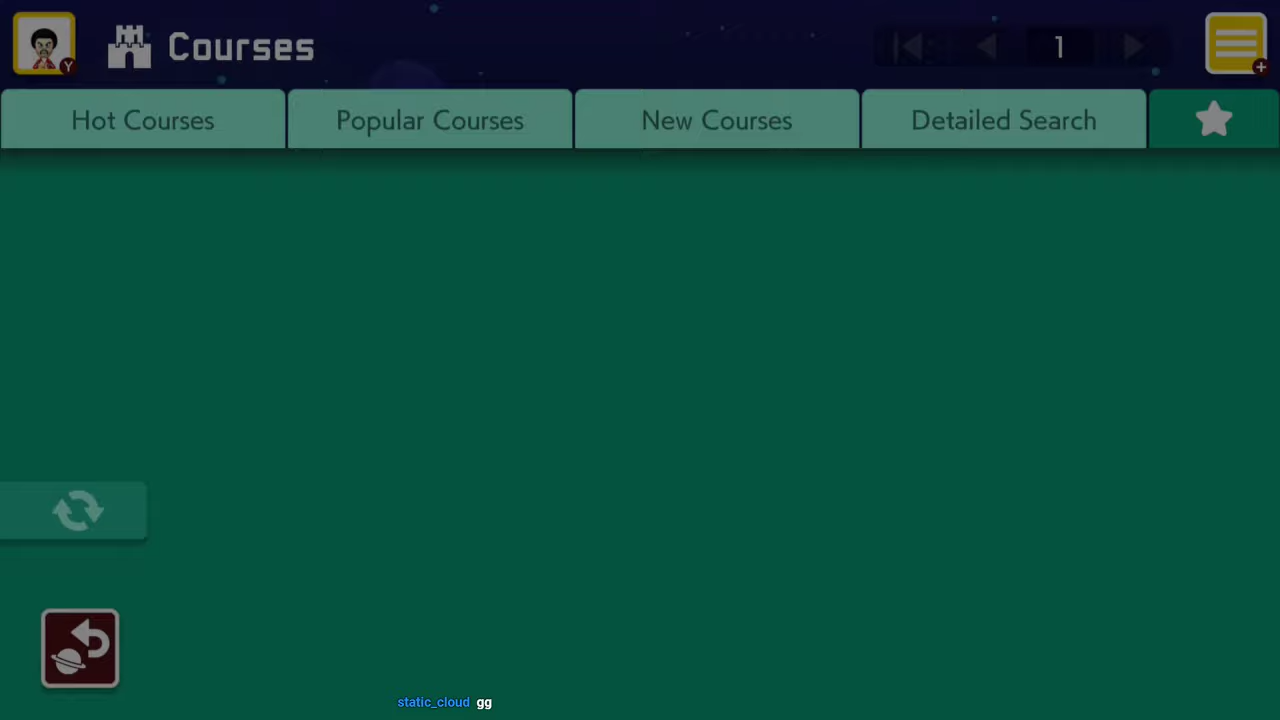 Courses
1
Hot Courses
Popular Courses
New Courses
Detailed Search
Y
+
static_cloud gg